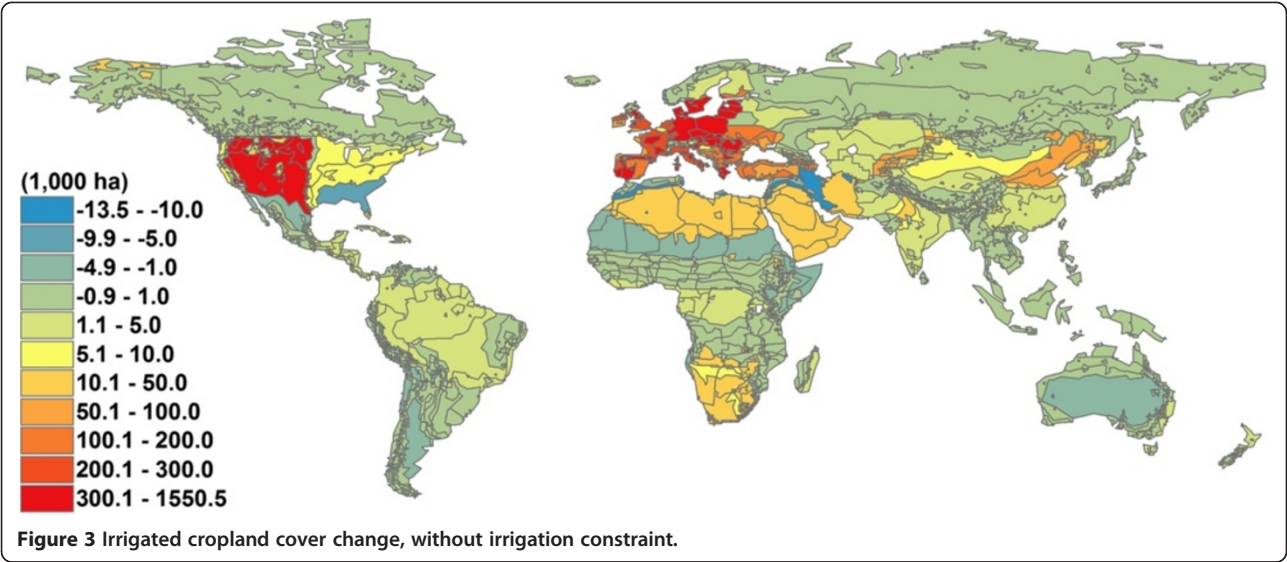 (1,000 ha)
-13.5 - -10.0
-9.9 - -5.0
-4.9 - -1.0
-0.9 - 1.0
1.1 - 5.0
5.1 - 10.0
10.1 - 50.0
50.1 - 100.0
100.1 - 200.0
200.1 - 300.0
300.1 - 1550.5
Figure 3 Irrigated cropland cover change, without irrigation constraint.